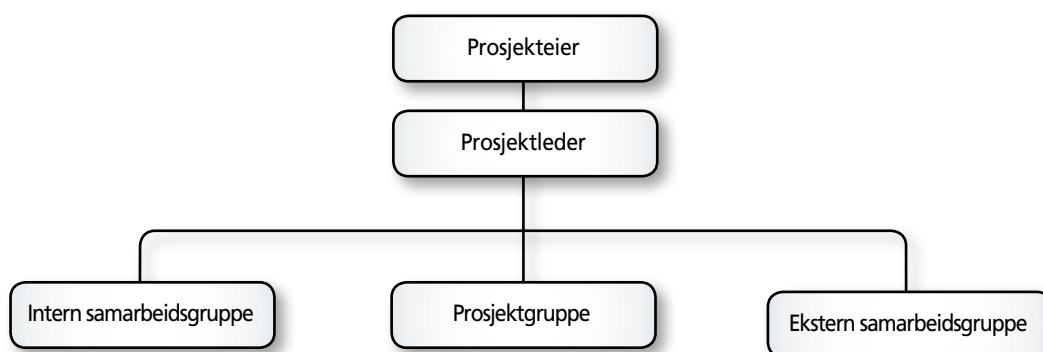 Prosjekteier
Prosjektleder
Intern samarbeidsgruppe
Prosjektgruppe
Ekstern samarbeidsgruppe